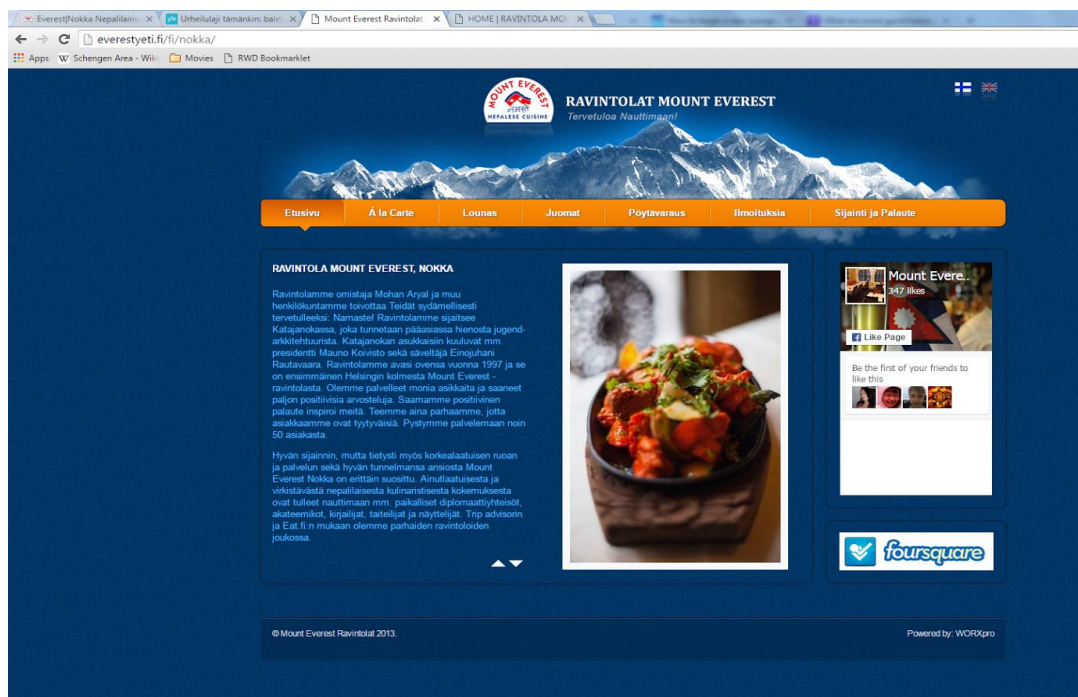 Everest|Nokka Nepalilaine
Urheilulaji tämänkin: balet
Mount Everest Ravintolat
HOME | RAVINTOLA MOU
everestyeti.fi/fi/nokka/
Apps
Schengen Area - Wiki
Movies
RWD Bookmarklet
MOUNT EVEREST
नमस्ते
NEPALESE CUISINE
RAVINTOLAT MOUNT EVEREST
Tervetuloa Nauttimaan!
Etusivu
Á la Carte
Lounas
Juomat
Pöytävaraus
Ilmoituksia
Sijainti ja Palaute
RAVINTOLA MOUNT EVEREST, NOKKA
Ravintolamme omistaja Mohan Aryal ja muu
henkilökuntamme toivottaa Teidät sydämellisesti
tervetulleeksi: Namaste! Ravintolamme sijaitsee
Katajanokassa, joka tunnetaan pääasiassa hienosta jugend-
arkkitehtuurista. Katajanokan asukkaisiin kuuluvat mm.
presidentti Mauno Koivisto sekä säveltäjä Einojuhani
Rautavaara. Ravintolamme avasi ovensa vuonna 1997 ja se
on ensimmäinen Helsingin kolmesta Mount Everest -
ravintolasta. Olemme palvelleet monia asikkaita ja saaneet
paljon positiivisia arvosteluja. Saamamme positiivinen
palaute inspiroi meitä. Teemme aina parhaamme, jotta
asiakkaamme ovat tyytyväisiä. Pystymme palvelemaan noin
50 asiakasta.
Hyvän sijainnin, mutta tietysti myös korkealaatuisen ruoan
ja palvelun sekä hyvän tunnelmansa ansiosta Mount
Everest Nokka on erittäin suosittu. Ainutlaatuisesta ja
virkistävästä nepalilaisesta kulinaristisesta kokemuksesta
ovat tulleet nauttimaan mm. paikalliset diplomaattiyhteisöt,
akateemikot, kirjailijat, taiteilijat ja näyttelijät. Trip advisorin
ja Eat.fi:n mukaan olemme parhaiden ravintoloiden
joukossa.
Mount Evere..
347 likes
Like Page
Be the first of your friends to
like this
foursquare
© Mount Everest Ravintolat 2013.
Powered by: WORXpro